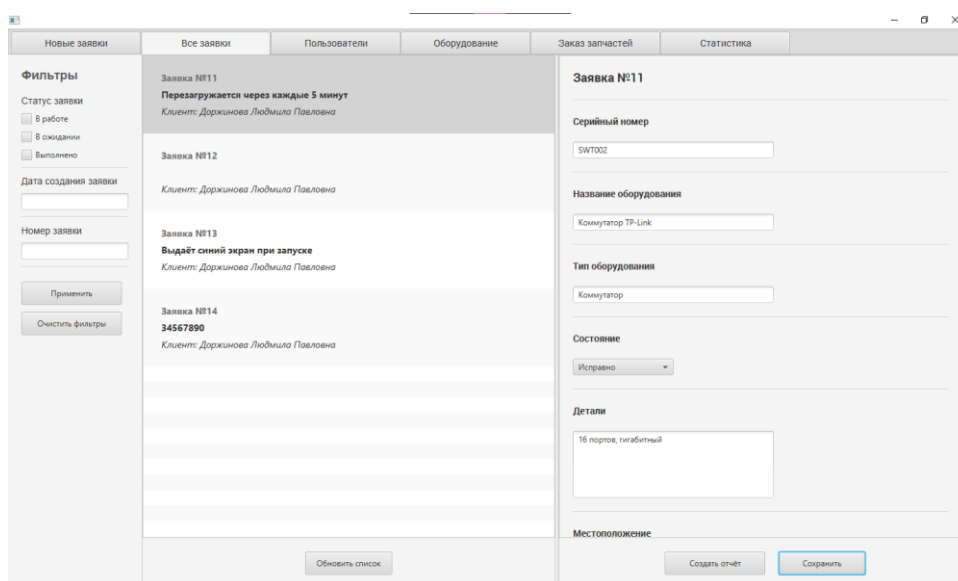 Новые заявки
Все заявки
Пользователи
Оборудование
Заказ запчастей
Статистика
Фильтры
Статус заявки
В работе
В ожидании
Выполнено
Дата создания заявки
Номер заявки
Применить
Очистить фильтры
Заявка №11
Перезагружается через каждые 5 минут
Клиент: Доржинова Людмила Павловна
Заявка №12
Клиент: Доржинова Людмила Павловна
Заявка №13
Выдаёт синий экран при запуске
Клиент: Доржинова Людмила Павловна
Заявка №14
34567890
Клиент: Доржинова Людмила Павловна
Обновить список
Заявка №11
Серийный номер
SWT002
Название оборудования
Коммутатор TP-Link
Тип оборудования
Коммутатор
Состояние
Исправно
Детали
16 портов, гигабитный
Местоположение
Создать отчёт
Сохранить